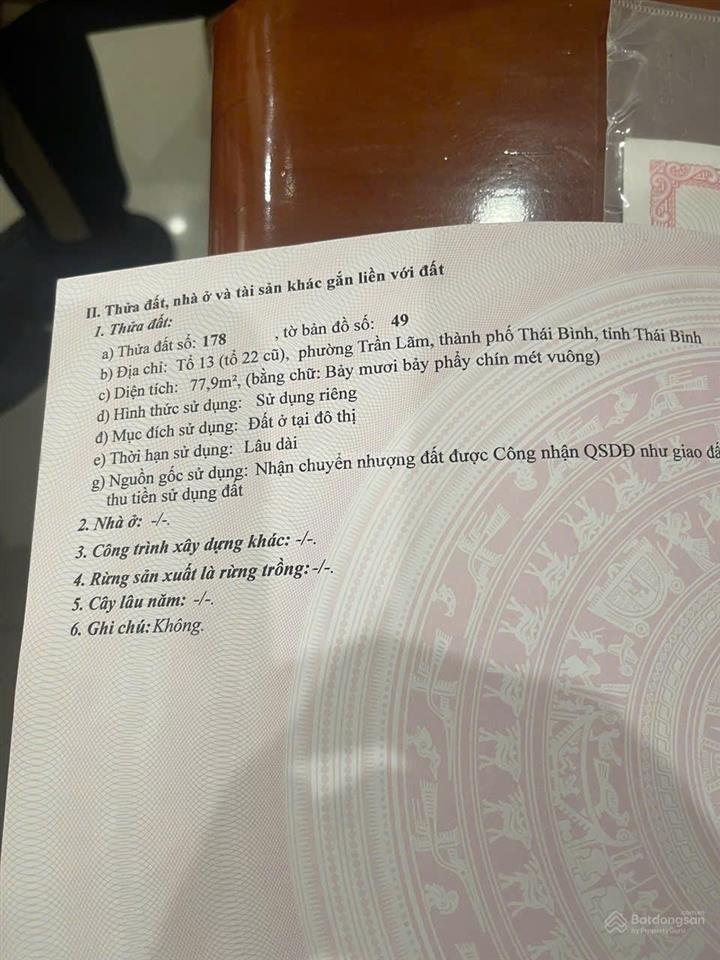 II. Thửa đất, nhà ở và tài sản khác gắn liền với đất
1. Thửa đất:
a) Thửa đất số: 178 , tờ bản đồ số: 49
b) Địa chỉ: Tổ 13 (tổ 22 cũ), phường Trần Lãm, thành phố Thái Bình, tỉnh Thái Bình
c) Diện tích: 77,9m², (bằng chữ: Bảy mươi bảy phẩy chín mét vuông)
d) Hình thức sử dụng: Sử dụng riêng
đ) Mục đích sử dụng: Đất ở tại đô thị
e) Thời hạn sử dụng: Lâu dài
g) Nguồn gốc sử dụng: Nhận chuyển nhượng đất được Công nhận QSDĐ như giao đấ
thu tiền sử dụng đất
2. Nhà ở: -/-.
3. Công trình xây dựng khác: -/-.
4. Rừng sản xuất là rừng trồng: -/-.
5. Cây lâu năm: -/-.
6. Ghi chú: Không.
Batdongsan.com.vn
by PropertyGuru